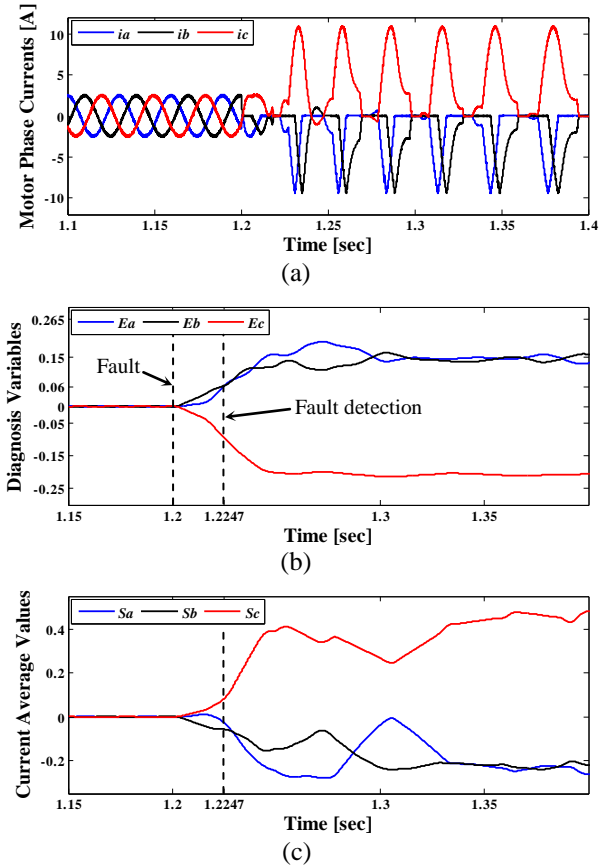 Motor Phase Currents [A]
ia ib ic
10
5
0
-5
-10
1.1 1.15 1.2 1.25 1.3 1.35 1.4
Time [sec]
(a)
Diagnosis Variables
Ea Eb Ec
0.265
0.15
0.06
0
-0.05
-0.15
-0.25
Fault
Fault detection
1.15 1.2 1.2247 1.3 1.35
Time [sec]
(b)
Current Average Values
Sa Sb Sc
0.4
0.2
0
-0.2
1.15 1.2 1.2247 1.3 1.35
Time [sec]
(c)